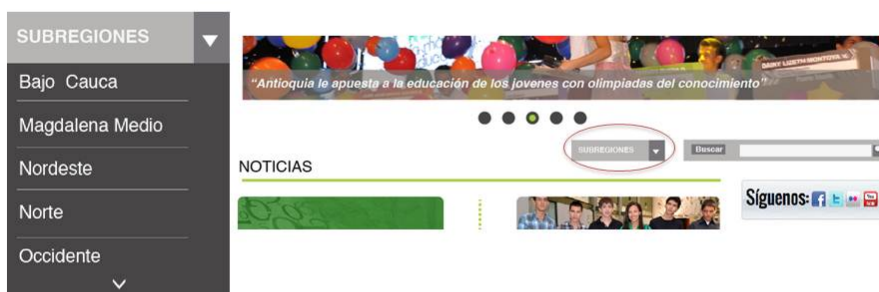 SUBREGIONES
Bajo Cauca
Magdalena Medio
Nordeste
Norte
Occidente
“Antioquia le apuesta a la educación de los jovenes con olimpiadas del conocimiento”
SUBREGIONES
Buscar
NOTICIAS
Síguenos: